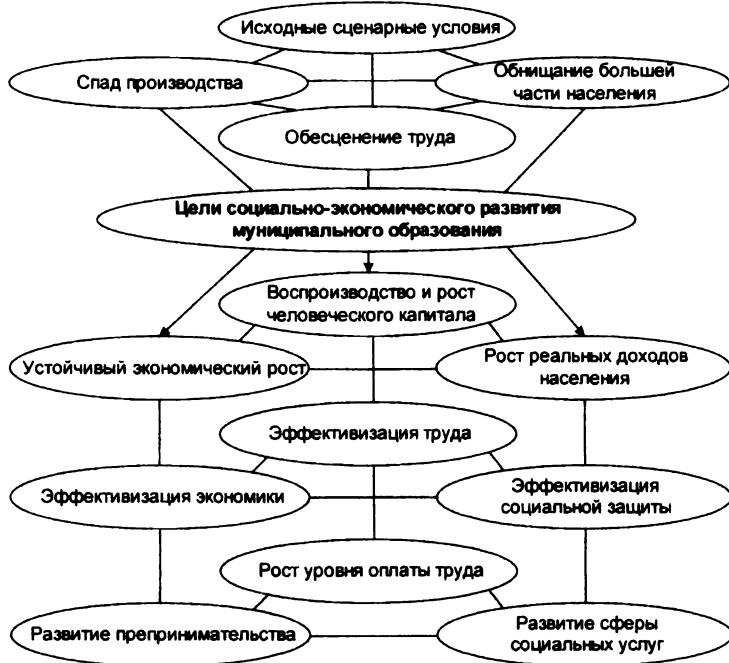 Исходные сценарные условия
Спад производства
Обнищание большей
части населения
Обесценение труда
Цели социально-экономического развития
муниципального образования
Воспроизводство и рост
человеческого капитала
Устойчивый экономический рост
Рост реальных доходов
населения
Эффективизация труда
Эффективизация экономики
Эффективизация
социальной защиты
Рост уровня оплаты труда
Развитие препринимательства
Развитие сферы
социальных услуг